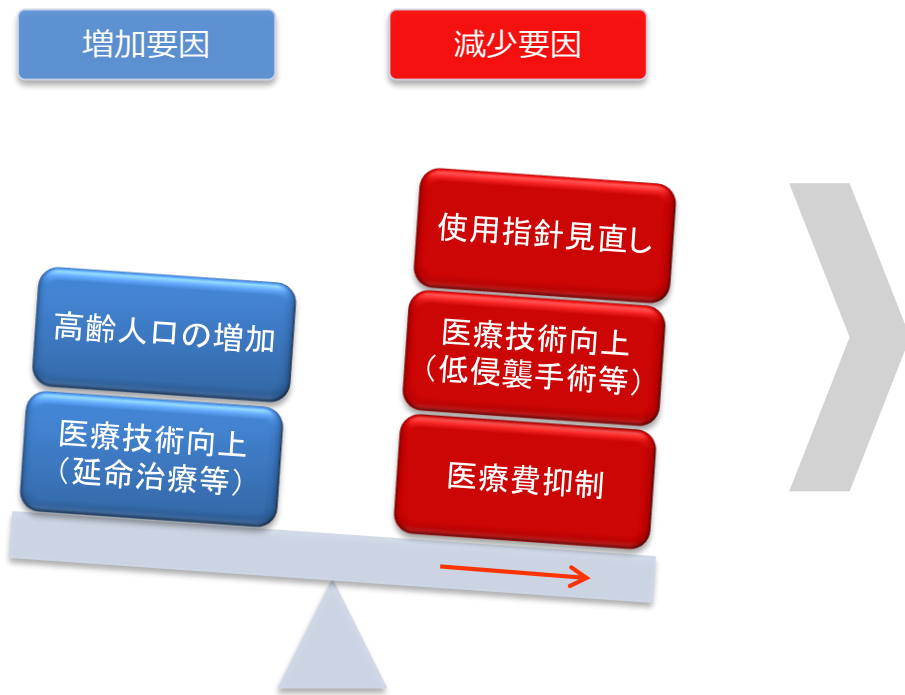 増加要因
減少要因
高齢人口の増加
医療技術向上
（延命治療等）
使用指針見直し
医療技術向上
（低侵襲手術等）
医療費抑制